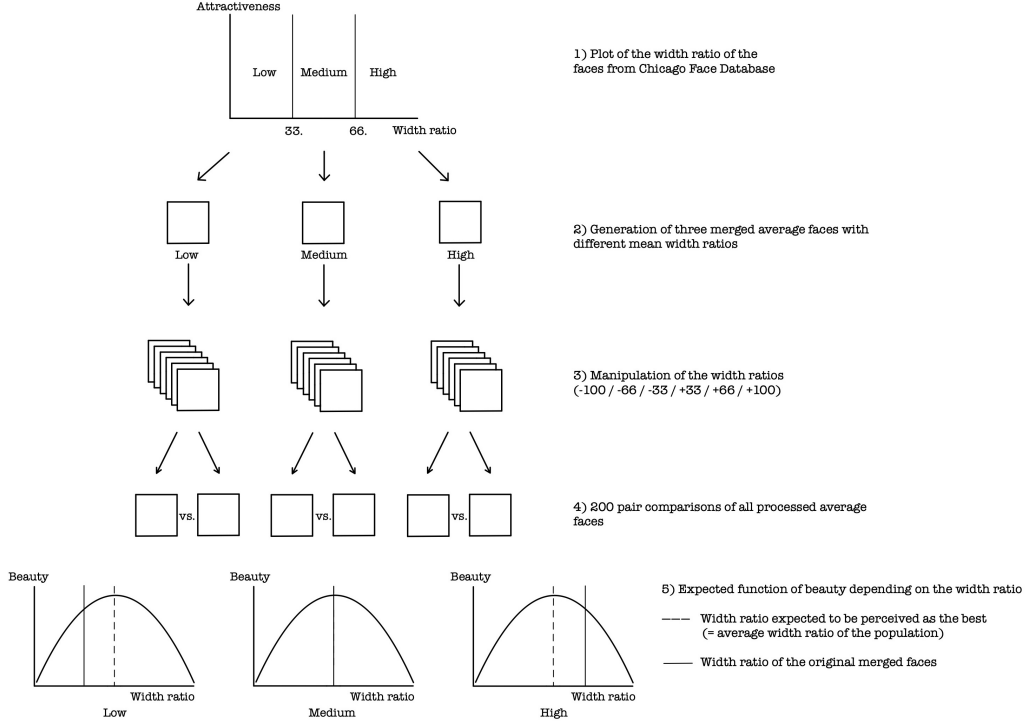 Attractiveness
Low
Medium
High
33.
66.
Width ratio
1) Plot of the width ratio of the
faces from Chicago Face Database
Low
Medium
High
2) Generation of three merged average faces with
different mean width ratios
3) Manipulation of the width ratios
(-100 / -66 / -33 / +33 / +66 / +100)
vs.
vs.
vs.
4) 200 pair comparisons of all processed average
faces
Beauty
Width ratio
Low
Beauty
Width ratio
Medium
Beauty
Width ratio
High
5) Expected function of beauty depending on the width ratio
Width ratio expected to be perceived as the best
(= average width ratio of the population)
Width ratio of the original merged faces